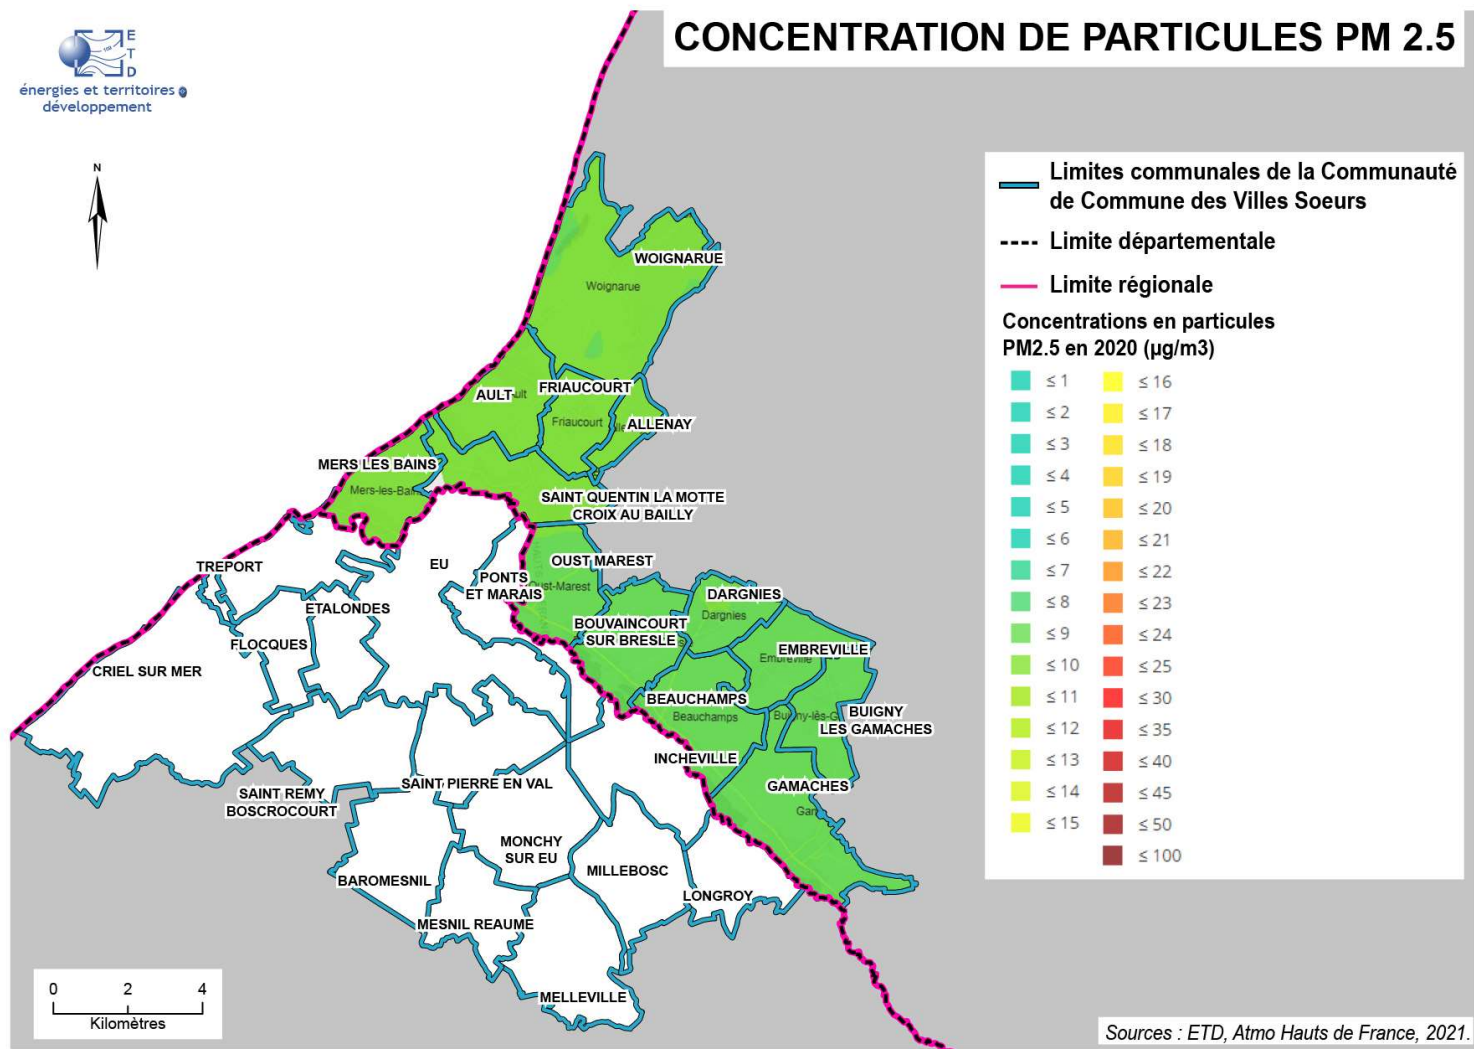 CONCENTRATION DE PARTICULES PM 2.5
E
T
D
énergies et territoires
développement
N
Limites communales de la Communauté
de Commune des Villes Soeurs
Limite départementale
Limite régionale
Concentrations en particules
PM2.5 en 2020 (µg/m3)
≤ 1
≤ 2
≤ 3
≤ 4
≤ 5
≤ 6
≤ 7
≤ 8
≤ 9
≤ 10
≤ 11
≤ 12
≤ 13
≤ 14
≤ 15
≤ 16
≤ 17
≤ 18
≤ 19
≤ 20
≤ 21
≤ 22
≤ 23
≤ 24
≤ 25
≤ 30
≤ 35
≤ 40
≤ 45
≤ 50
≤ 100
WOIGNARUE
Woignarue
AULT
FRIAUCOURT
Friaucourt
ALLENAY
MERS LES BAINS
Mers-les-Bains
SAINT QUENTIN LA MOTTE
CROIX AU BAILLY
EU
PONTS
ET MARAIS
OUST MAREST
Oust-Marest
TREPORT
ETALONDES
FLOCQUES
CRIEL SUR MER
DARGNIES
Dargnies
BOUVAINCOURT
SUR BRESLE
EMBREVILLE
Embreville
BEAUCHAMPS
Beauchamps
BUIGNY
LES GAMACHES
INCHEVILLE
GAMACHES
SAINT REMY
BOSCROCOURT
SAINT PIERRE EN VAL
MONCHY
SUR EU
MILLEBOSC
BAROMESNIL
LONGROY
MESNIL REAUME
MELLEVILLE
0 2 4
Kilomètres
Sources : ETD, Atmo Hauts de France, 2021.